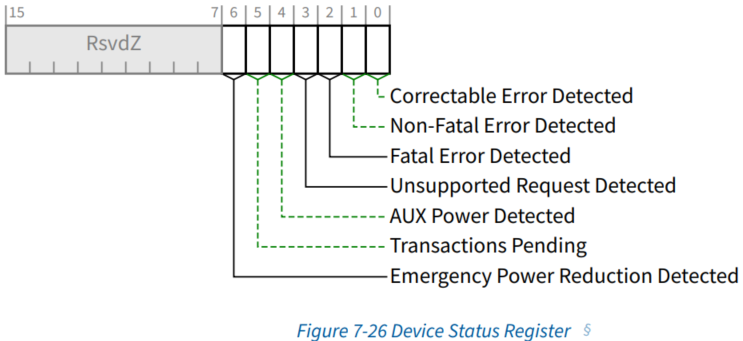 15 7 6 5 4 3 2 1 0
RsvdZ
Correctable Error Detected
Non-Fatal Error Detected
Fatal Error Detected
Unsupported Request Detected
AUX Power Detected
Transactions Pending
Emergency Power Reduction Detected
Figure 7-26 Device Status Register §